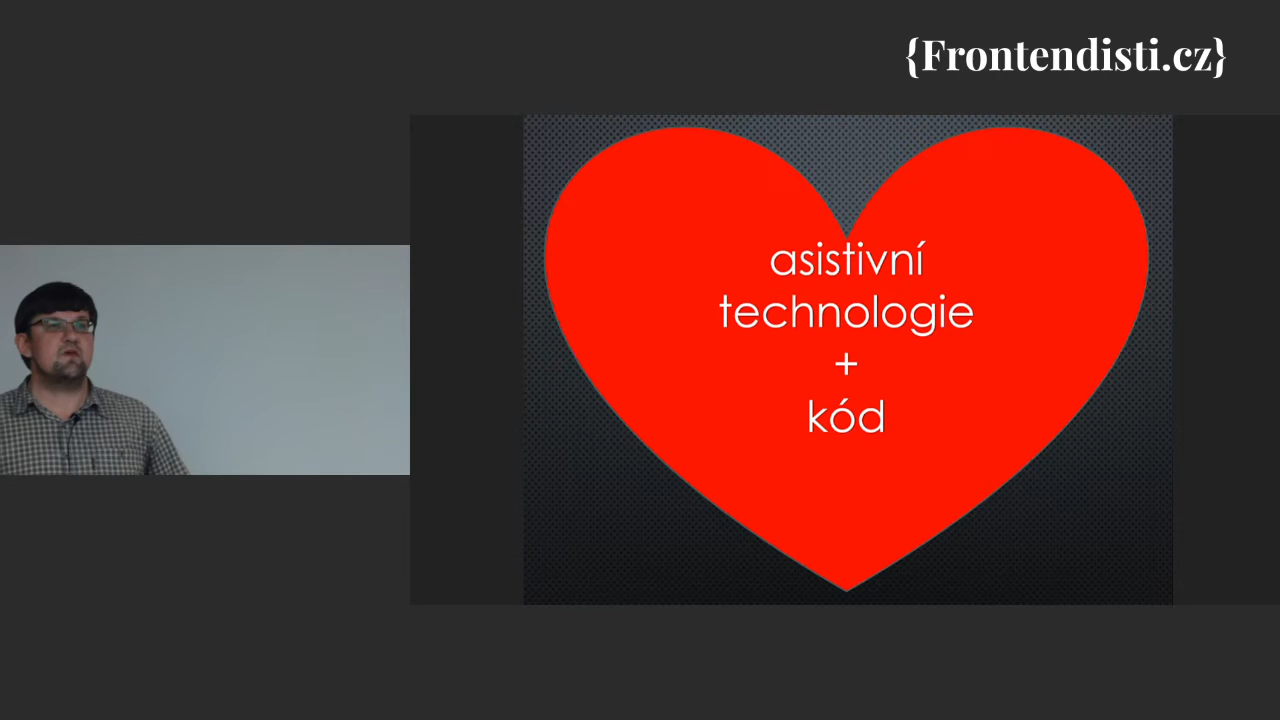 {Frontendisti.cz}
asistivní
technologie
+
kód